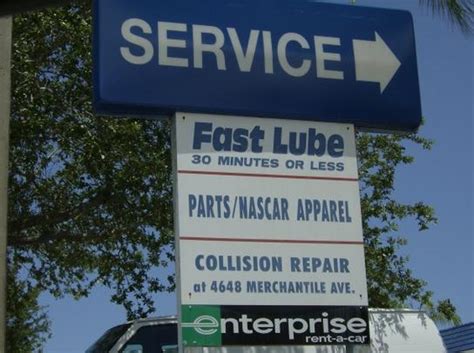 SERVICE
Fast Lube
30 MINUTES OR LESS
PARTS/NASCAR APPAREL
COLLISION REPAIR
at 4648 MERCHANTILE AVE.
enterprise
rent-a-car